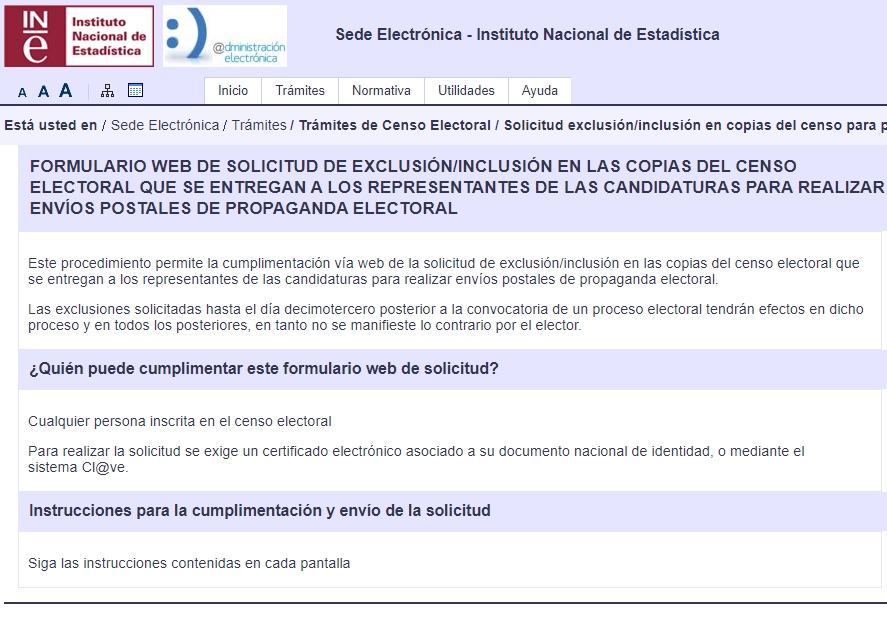 INE
Instituto
Nacional de
Estadística
@dministración
electrónica
Sede Electrónica - Instituto Nacional de Estadística
A A A
Inicio Trámites Normativa Utilidades Ayuda
Está usted en / Sede Electrónica / Trámites / Trámites de Censo Electoral / Solicitud exclusión/inclusión en copias del censo para p
FORMULARIO WEB DE SOLICITUD DE EXCLUSIÓN/INCLUSIÓN EN LAS COPIAS DEL CENSO
ELECTORAL QUE SE ENTREGAN A LOS REPRESENTANTES DE LAS CANDIDATURAS PARA REALIZAR
ENVÍOS POSTALES DE PROPAGANDA ELECTORAL
Este procedimiento permite la cumplimentación vía web de la solicitud de exclusión/inclusión en las copias del censo electoral que
se entregan a los representantes de las candidaturas para realizar envíos postales de propaganda electoral.
Las exclusiones solicitadas hasta el día decimotercero posterior a la convocatoria de un proceso electoral tendrán efectos en dicho
proceso y en todos los posteriores, en tanto no se manifieste lo contrario por el elector.
¿Quién puede cumplimentar este formulario web de solicitud?
Cualquier persona inscrita en el censo electoral
Para realizar la solicitud se exige un certificado electrónico asociado a su documento nacional de identidad, o mediante el
sistema Cl@ve.
Instrucciones para la cumplimentación y envío de la solicitud
Siga las instrucciones contenidas en cada pantalla